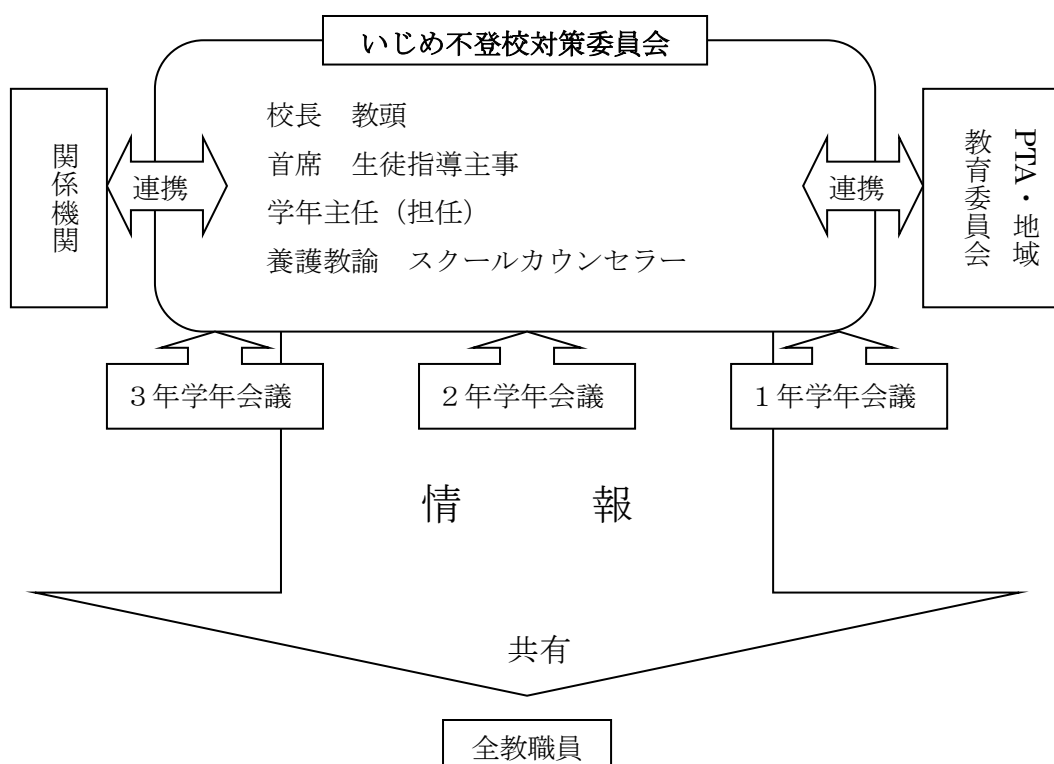 いじめ不登校対策委員会
校長　教頭
首席　生徒指導主事
学年主任（担任）
養護教諭　スクールカウンセラー
関係機関
連携
連携
PTA・地域
教育委員会
３年学年会議
２年学年会議
１年学年会議
情　報
共有
全教職員